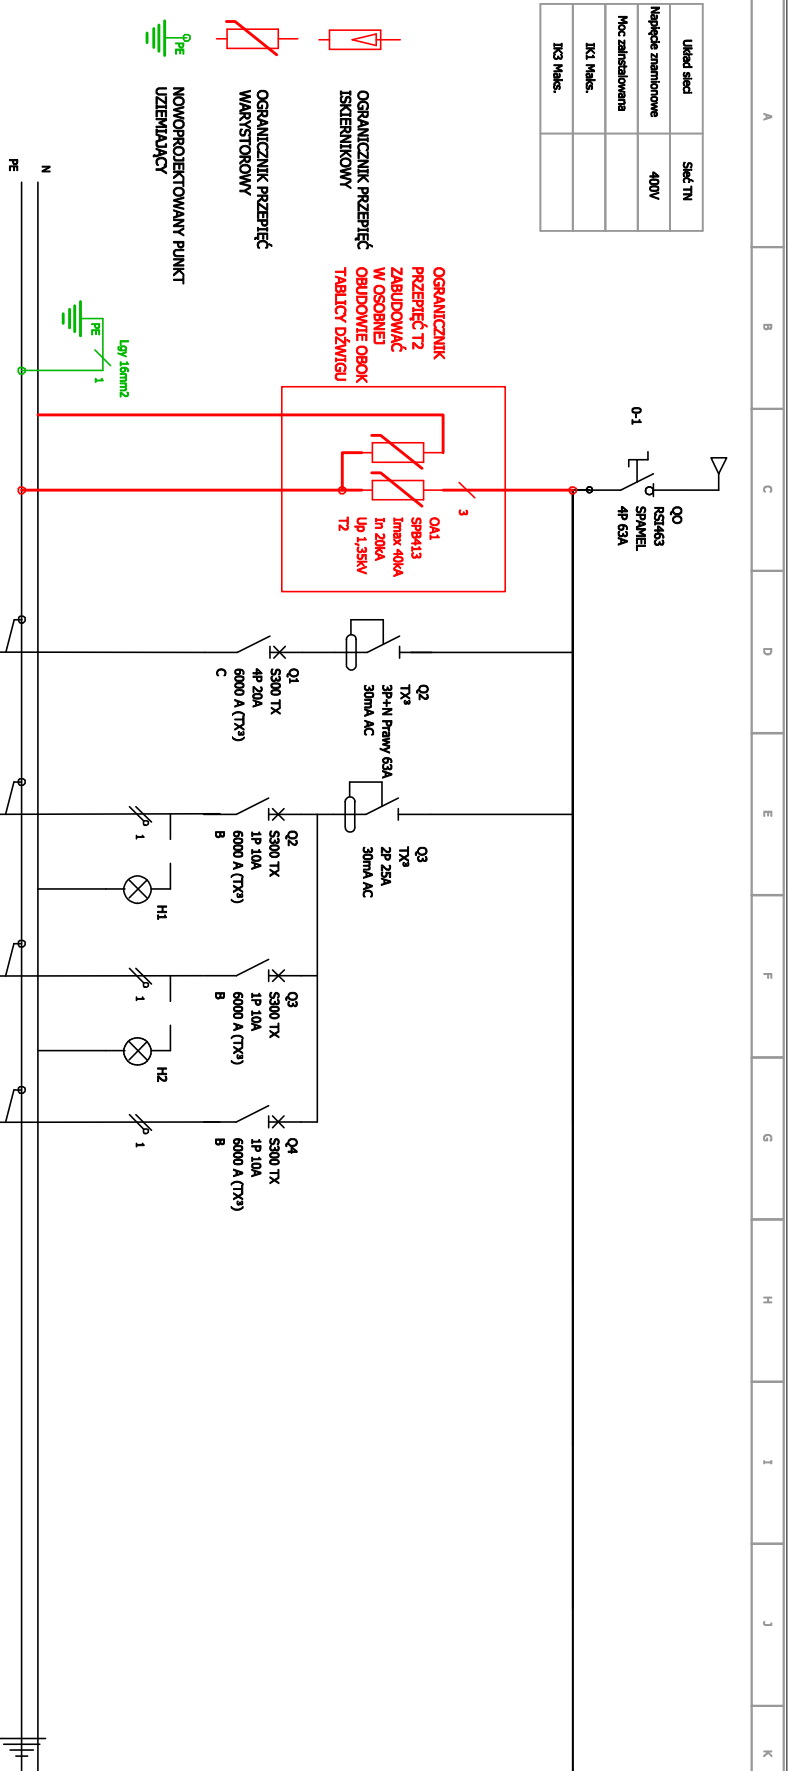 A
B
C
D
E
F
G
H
I
J
K
Układ sieci
Sieć TN
Napięcie znamionowe
400V
Moc zainstalowana
IK1 Maks.
IK3 Maks.
0-1
Q0
RSI463
SPAMEL
4P 63A
OGRANICZNIK PRZEPIĘĆ
ISKIERNIKOWY
OGRANICZNIK PRZEPIĘĆ
WARYSTOROWY
PE
NOWOPROJEKTOWANY PUNKT
UZIEMIAJĄCY
OGRANICZNIK
PRZEPIĘĆ T2
ZABUDOWAĆ
W OSOBNEJ
OBUDOWIE OBOK
TABLICY DŹWIGU
3
OA1
SPB413
Imax 40kA
In 20kA
Up 1,35kV
T2
Q2
TX³
3P+N Prawy 63A
30mA AC
Q3
TX³
2P 25A
30mA AC
Q1
S300 TX
4P 20A
6000 A (TX³)
C
Q2
S300 TX
1P 10A
6000 A (TX³)
B
Q3
S300 TX
1P 10A
6000 A (TX³)
B
Q4
S300 TX
1P 10A
6000 A (TX³)
B
H1
H2
1
1
1
Lgy 16mm2
PE
1
N
PE